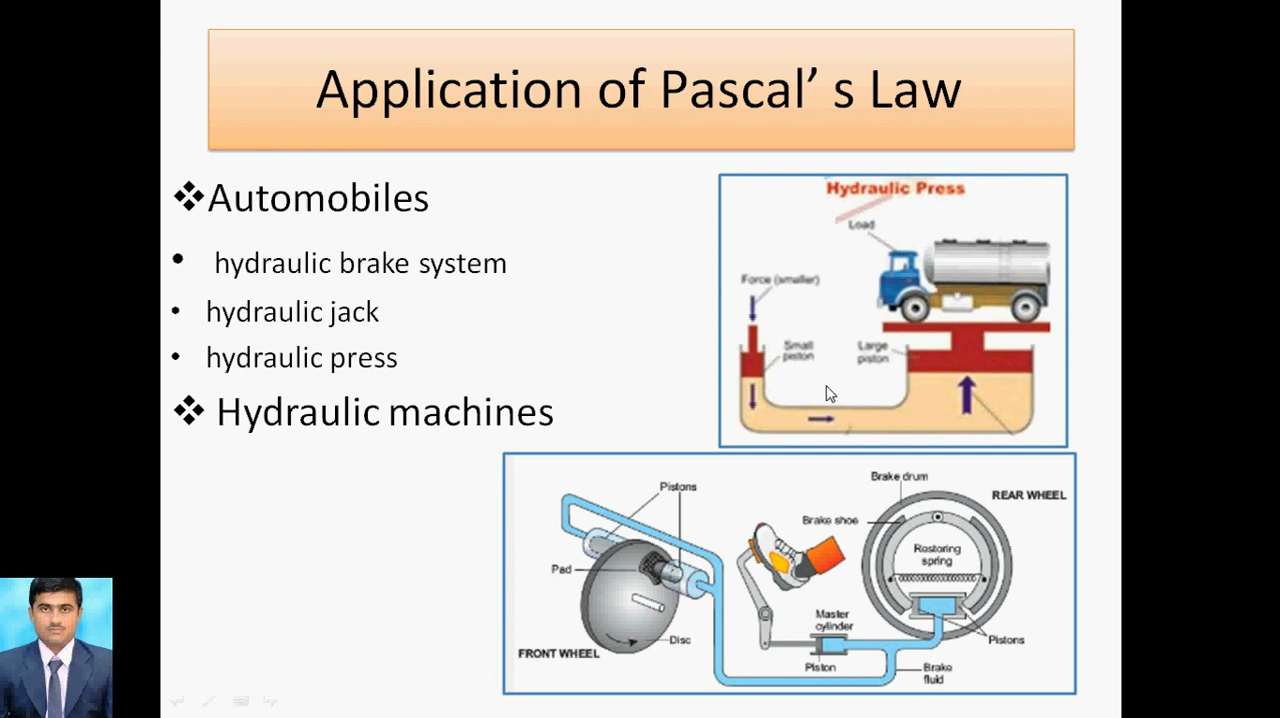 Application of Pascal’ s Law
❖Automobiles
• hydraulic brake system
• hydraulic jack
• hydraulic press
❖ Hydraulic machines
Hydraulic Press
Load
Force (smaller)
Small
piston
Large
piston
Pistons
Brake drum
REAR WHEEL
Brake shoe
Restoring
spring
Pad
Master
cylinder
Disc
Pistons
FRONT WHEEL
Piston
Brake
fluid